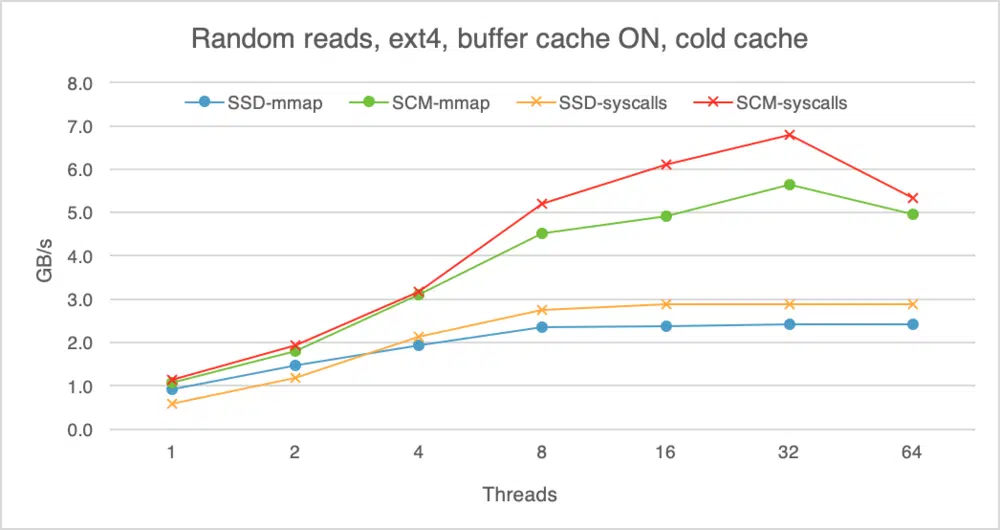 Random reads, ext4, buffer cache ON, cold cache
8.0
SSD-mmap SCM-mmap SSD-syscalls SCM-syscalls
7.0
6.0
5.0
GB/s
4.0
3.0
2.0
1.0
0.0
1 2 4 8 16 32 64
Threads